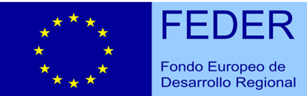 FEDER
Fondo Europeo de
Desarrollo Regional